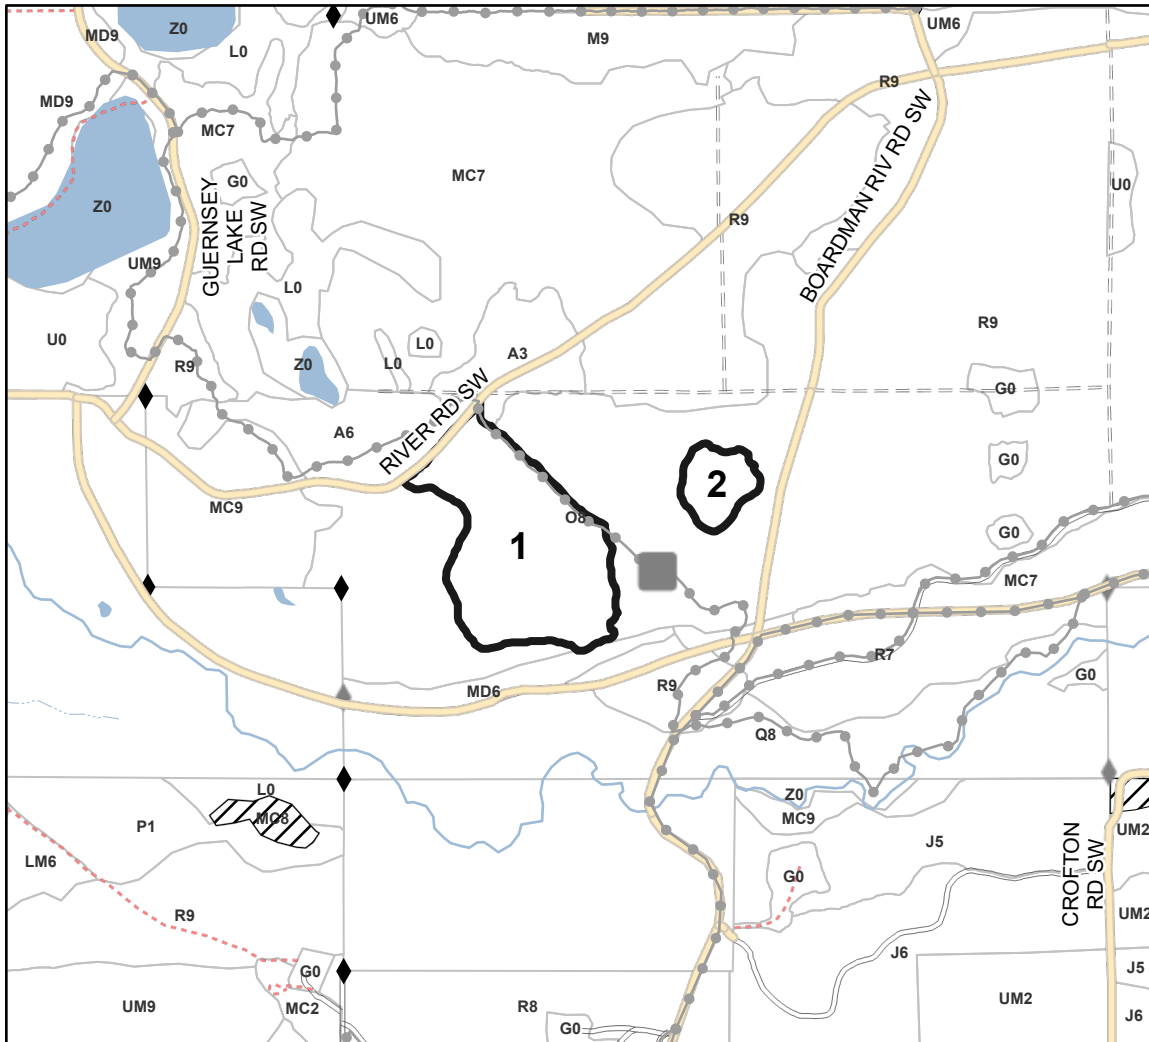 UM6
UM6
Z0
MD9
L0
M9
MD9
R9
MC7
MC7
G0
U0
Z0
GUERNSEY
LAKE
RD SW
BOARDMAN RIV RD SW
R9
UM9
L0
R9
U0
R9
Z0
L0
L0
A3
G0
RIVER RD SW
A6
G0
MC9
2
O8
1
G0
MC7
R7
R9
MD6
G0
Q8
L0
Z0
MC8
P1
MC9
UM2
J5
LM6
G0
CROFTON
RD SW
R9
UM2
J6
G0
J5
UM9
MC2
R8
UM2
J6
G0